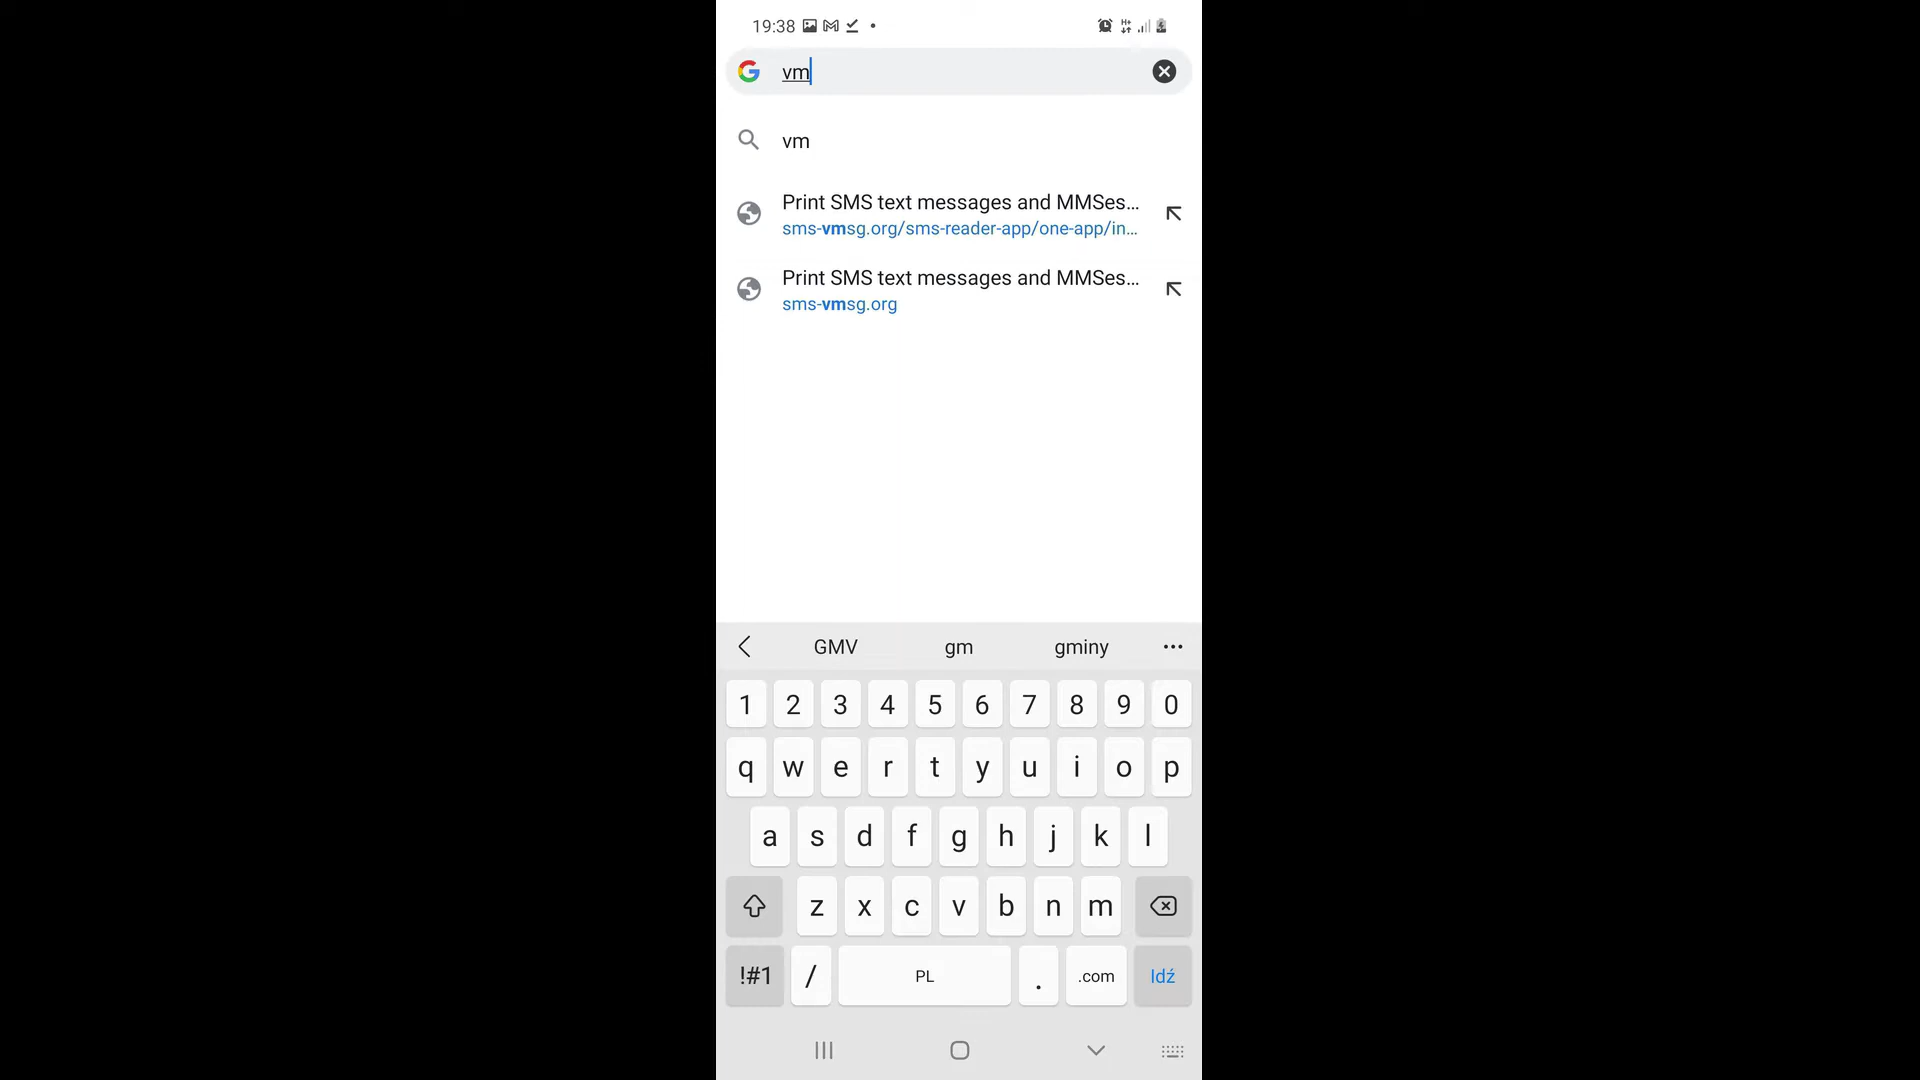 19:38
vm
vm
Print SMS text messages and MMSes...
sms-vmsg.org/sms-reader-app/one-app/in...
Print SMS text messages and MMSes...
sms-vmsg.org
GMV gm gminy
1 2 3 4 5 6 7 8 9 0
q w e r t y u i o p
a s d f g h j k l
z x c v b n m
!#1 / PL . .com Idź